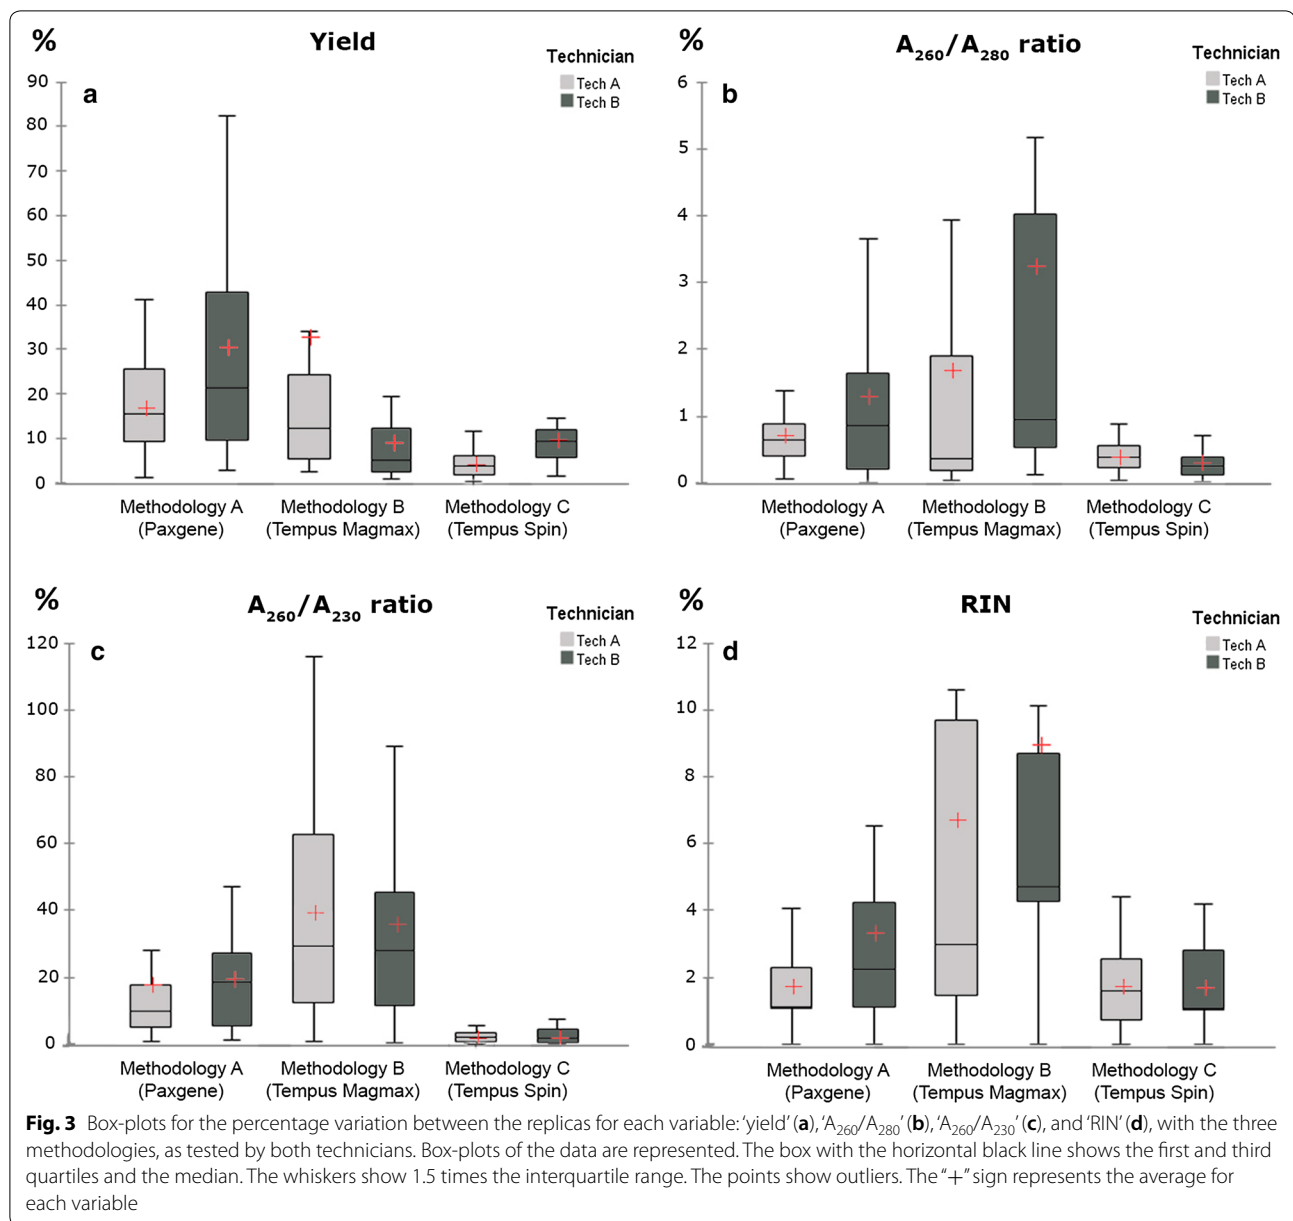 % Yield
Technician
Tech A
Tech B
a
90
80
70
60
50
40
30
20
10
0
Methodology A Methodology B Methodology C
(Paxgene) (Tempus Magmax) (Tempus Spin)
% A260/A280 ratio
Technician
Tech A
Tech B
b
6
5
4
3
2
1
0
Methodology A Methodology B Methodology C
(Paxgene) (Tempus Magmax) (Tempus Spin)
% A260/A230 ratio
Technician
Tech A
Tech B
c
120
100
80
60
40
20
0
Methodology A Methodology B Methodology C
(Paxgene) (Tempus Magmax) (Tempus Spin)
% RIN
Technician
Tech A
Tech B
d
12
10
8
6
4
2
0
Methodology A Methodology B Methodology C
(Paxgene) (Tempus Magmax) (Tempus Spin)
Fig. 3 Box-plots for the percentage variation between the replicas for each variable: ‘yield’ (a), ‘A260/A280’ (b), ‘A260/A230’ (c), and ‘RIN’ (d), with the three
methodologies, as tested by both technicians. Box-plots of the data are represented. The box with the horizontal black line shows the first and third
quartiles and the median. The whiskers show 1.5 times the interquartile range. The points show outliers. The “+” sign represents the average for
each variable